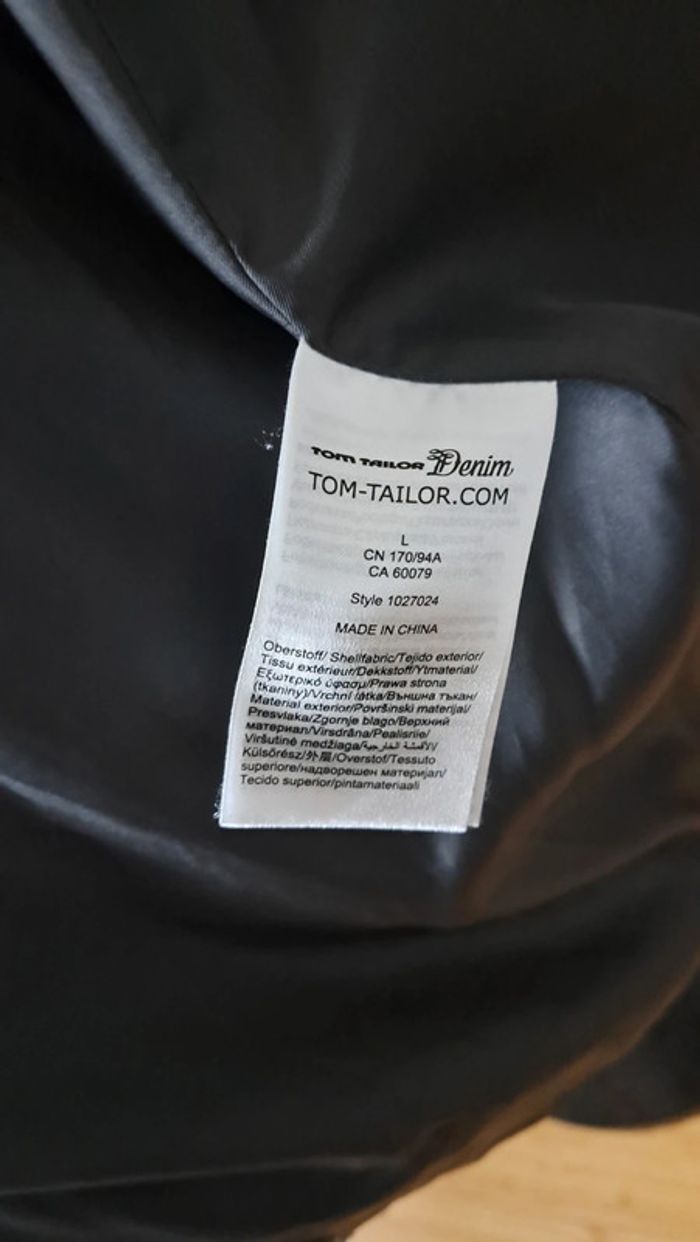 TOM TAILOR Denim
TOM-TAILOR.COM
L
CN 170/94A
CA 60079
Style 1027024
MADE IN CHINA
Oberstoff/ Shellfabric/Tejido exterior/
Tissu extérieur/Dekkstoff/Ytmaterial/
Εξωτερικό ύφασμ/Prawa strona
(tkaniny)/Vrchní látka/Външна тъкан/
Material exterior/Površinski materijal/
Presvlaka/Zgornje blago/Верхний
материал/Virsdrāna/Pealisriie/
Viršutinė medžiaga/الأقمشة الخارجية/
Külsőrész/外层/Overstof/Tessuto
superiore/надворешен материјал/
Tecido superior/pintamateriaali